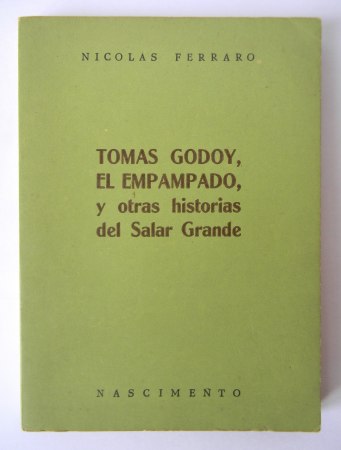 NICOLAS FERRARO
TOMAS GODOY,
EL EMPAMPADO,
y otras historias
del Salar Grande
NASCIMENTO